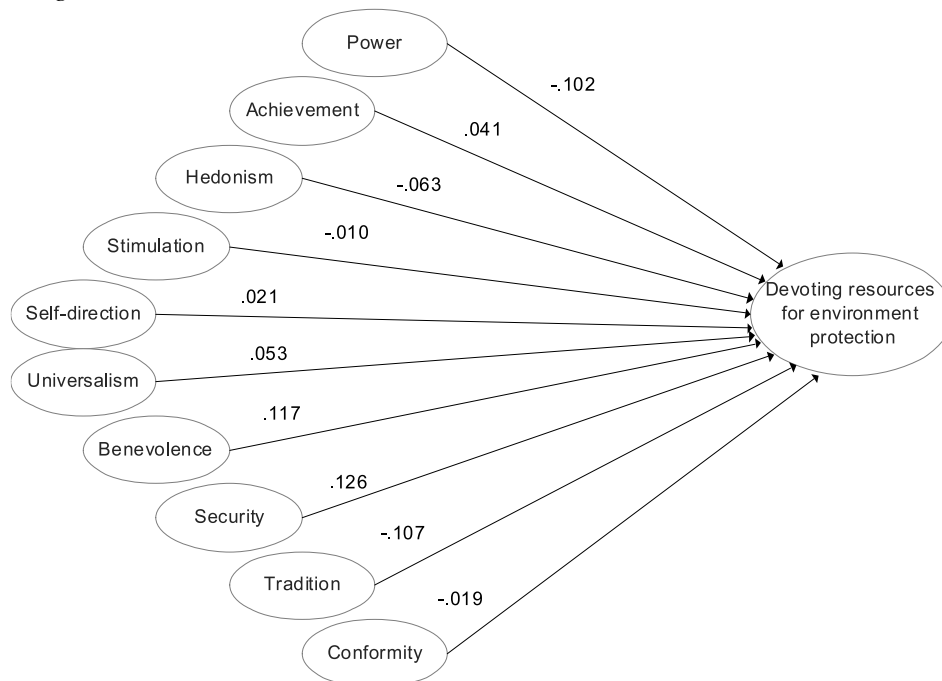 Power
-.102
Achievement
.041
Hedonism
-.063
Stimulation
-.010
Self-direction
.021
Universalism
.053
Benevolence
.117
Security
.126
Tradition
-.107
Conformity
-.019
Devoting resources
for environment
protection